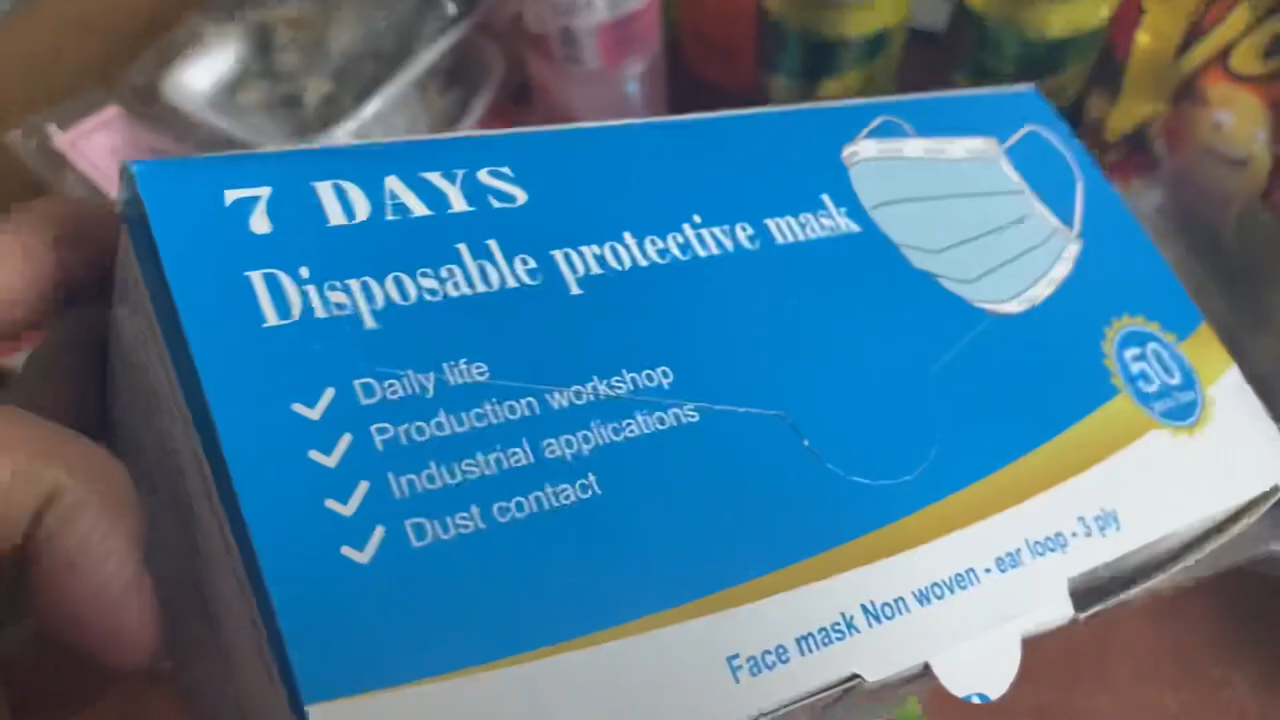 7 DAYS
Disposable protective mask
Daily life
Production workshop
Industrial applications
Dust contact
50
Face mask Non woven - ear loop - 3 ply